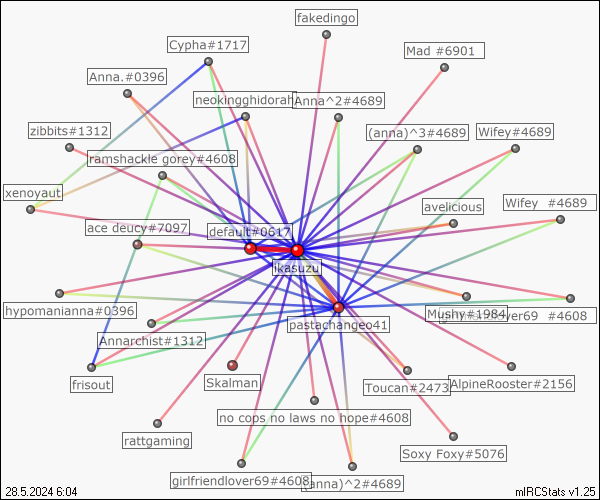 fakedingo
Cypha#1717
Mad #6901
Anna.#0396
neokingghidorah
Anna^2#4689
zibbits#1312
(anna)^3#4689
Wifey#4689
ramshackle gorey#4608
xenoyaut
avelicious
Wifey #4689
ace deucy#7097
default#0617
ikasuzu
hypomanianna#0396
Mushy#1984
over69 #4608
pastachangeo41
Annarchist#1312
frisout
Skalman
Toucan#2473
AlpineRooster#2156
no cops no laws no hope#4608
rattgaming
Soxy Foxy#5076
girlfriendlover69#4608
(anna)^2#4689
28.5.2024 6:04
mIRCStats v1.25